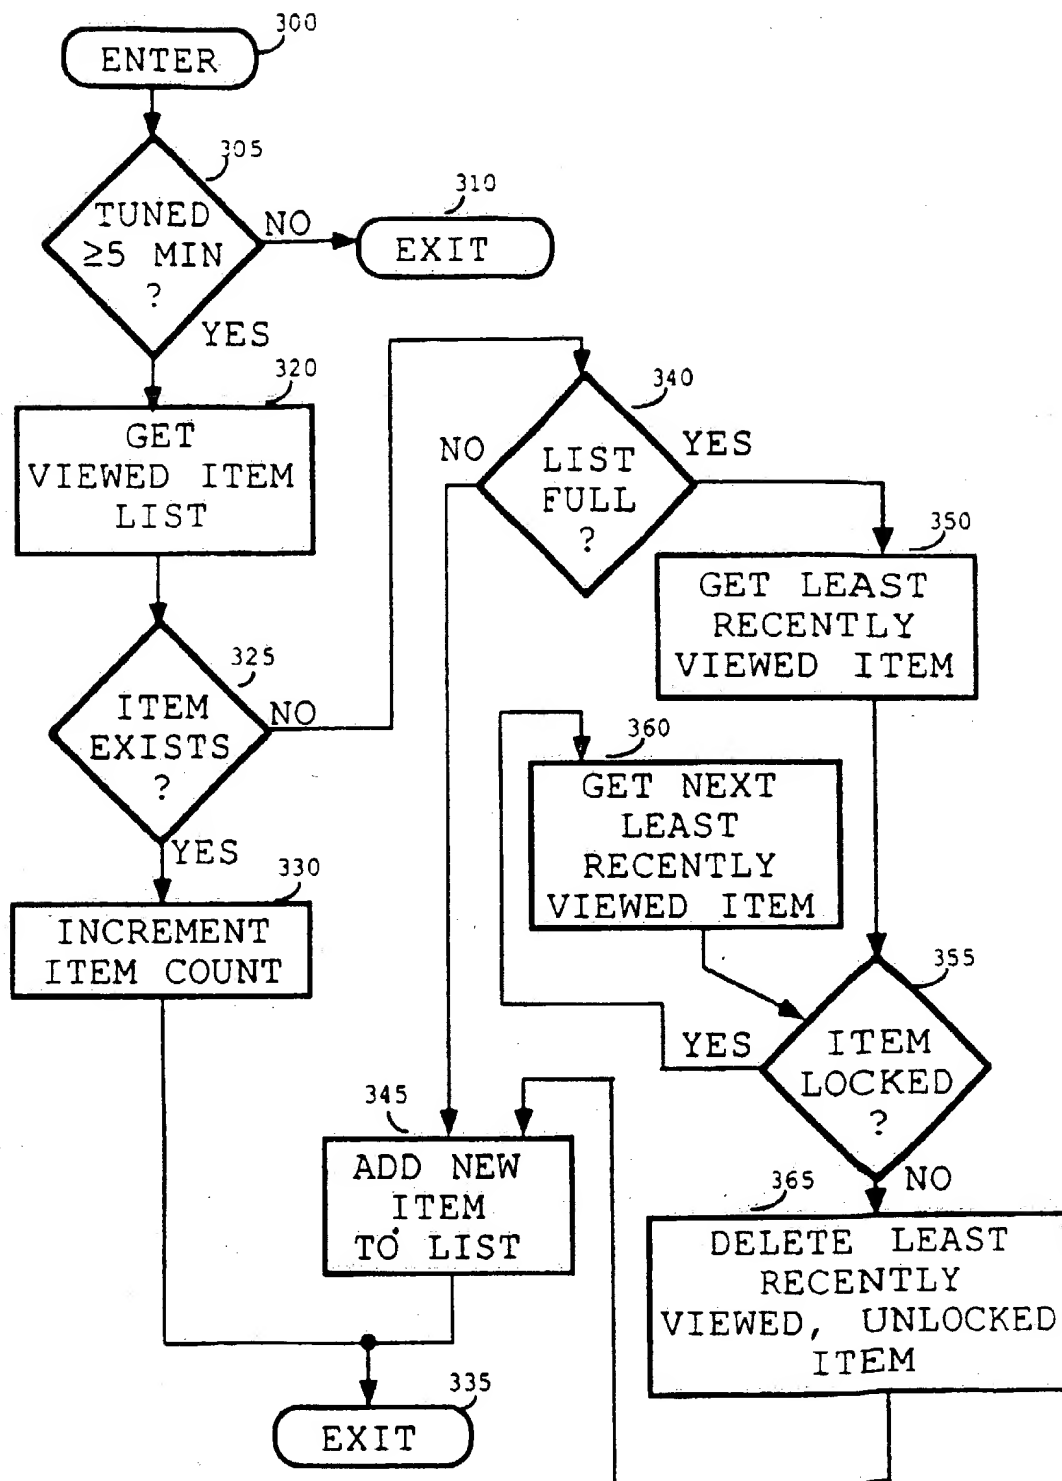 300
ENTER
305
TUNED
≥5 MIN
?
NO
310
EXIT
YES
320
GET
VIEWED ITEM
LIST
325
ITEM
EXISTS
?
NO
YES
330
INCREMENT
ITEM COUNT
340
LIST
FULL
?
NO
YES
350
GET LEAST
RECENTLY
VIEWED ITEM
360
GET NEXT
LEAST
RECENTLY
VIEWED ITEM
355
ITEM
LOCKED
?
YES
NO
345
ADD NEW
ITEM
TO LIST
365
DELETE LEAST
RECENTLY
VIEWED, UNLOCKED
ITEM
335
EXIT